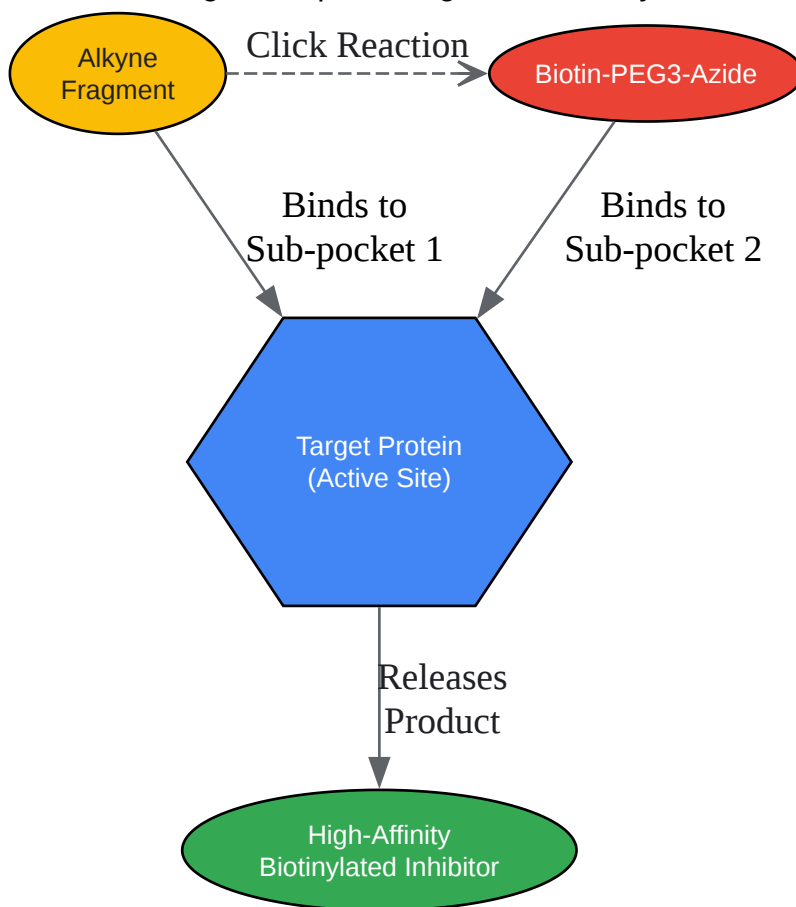 Click Reaction
Alkyne
Fragment
Biotin-PEG3-Azide
Binds to
Sub-pocket 1
Binds to
Sub-pocket 2
Target Protein
(Active Site)
Releases
Product
High-Affinity
Biotinylated Inhibitor